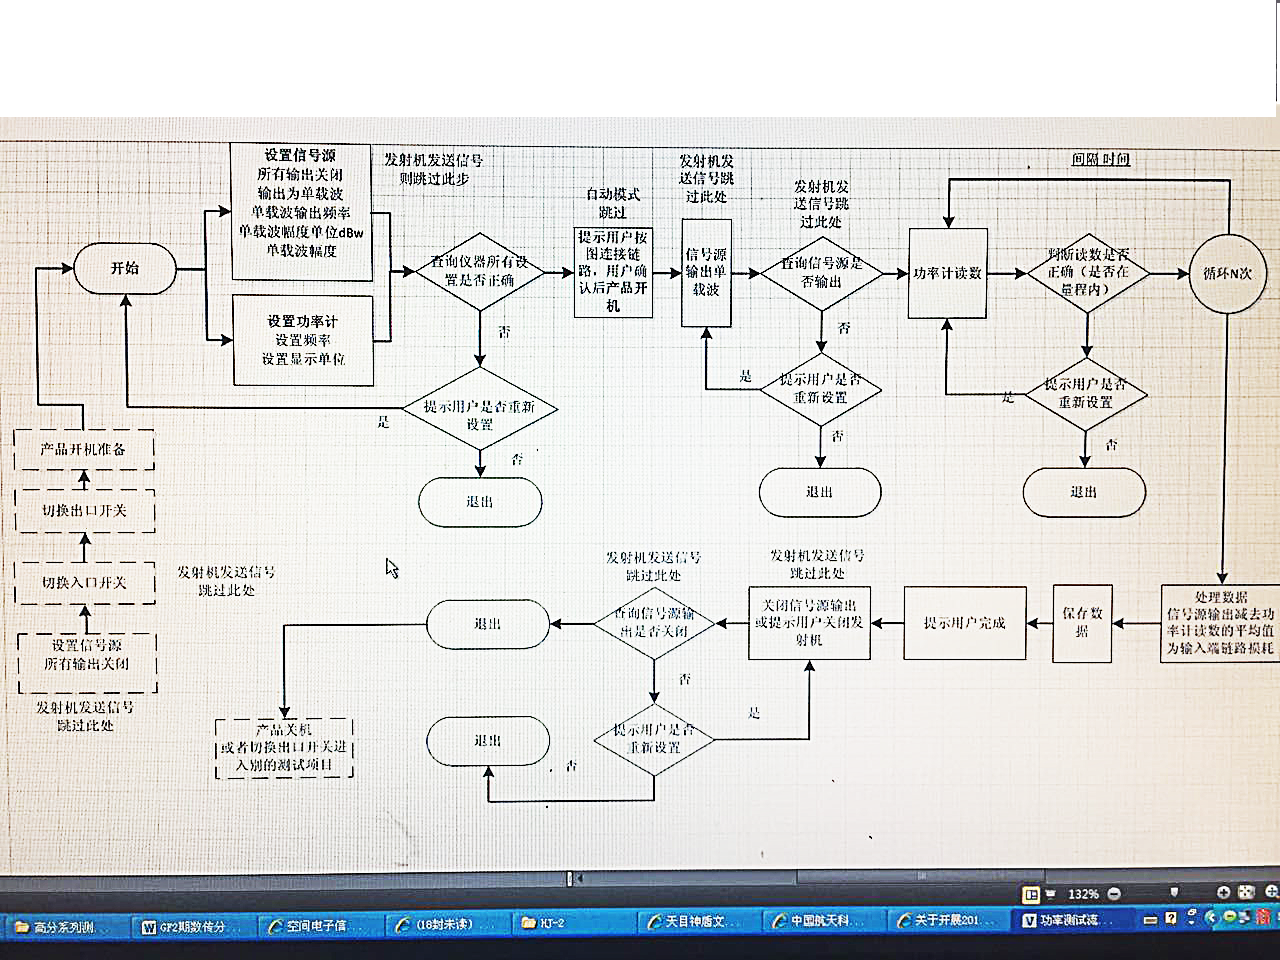 设置信号源
所有输出关闭
输出为单载波
单载波输出频率
单载波幅度单位dBw
单载波幅度
发射机发送信号
则跳过此步
自动模式
跳过
发射机发
送信号跳
过此处
发射机发
送信号跳
过此处
间隔时间
开始
设置功率计
设置频率
设置显示单位
查询仪器所有设
置是否正确
提示用户按
图连接链
路，用户确
认后产品开
机
信号源
输出单
载波
查询信号源是
否输出
功率计读数
判断读数是否
正确（是否在
量程内）
循环N次
否
否
提示用户是否重新
设置
是
否
退出
提示用户是否
重新设置
是
否
退出
提示用户是否
重新设置
是
否
退出
产品开机准备
切换出口开关
切换入口开关
设置信号源
所有输出关闭
发射机发送信号
跳过此处
发射机发送信号
跳过此处
发射机发送信号
跳过此处
发射机发送信号
跳过此处
退出
查询信号源输
出是否关闭
关闭信号源输出
或提示用户关闭发
射机
提示用户完成
保存数
据
处理数据
信号源输出减去功
率计读数的平均值
为输入端链路损耗
否
是
提示用户是否
重新设置
否
退出
产品关机
或者切换出口开关进
入别的测试项目
132%
高分系列测...
GF2期数传分...
空间电子信...
(18封未读) ...
HJ-2
天目神盾文...
中国航天科...
关于开展201...
功率测试流...